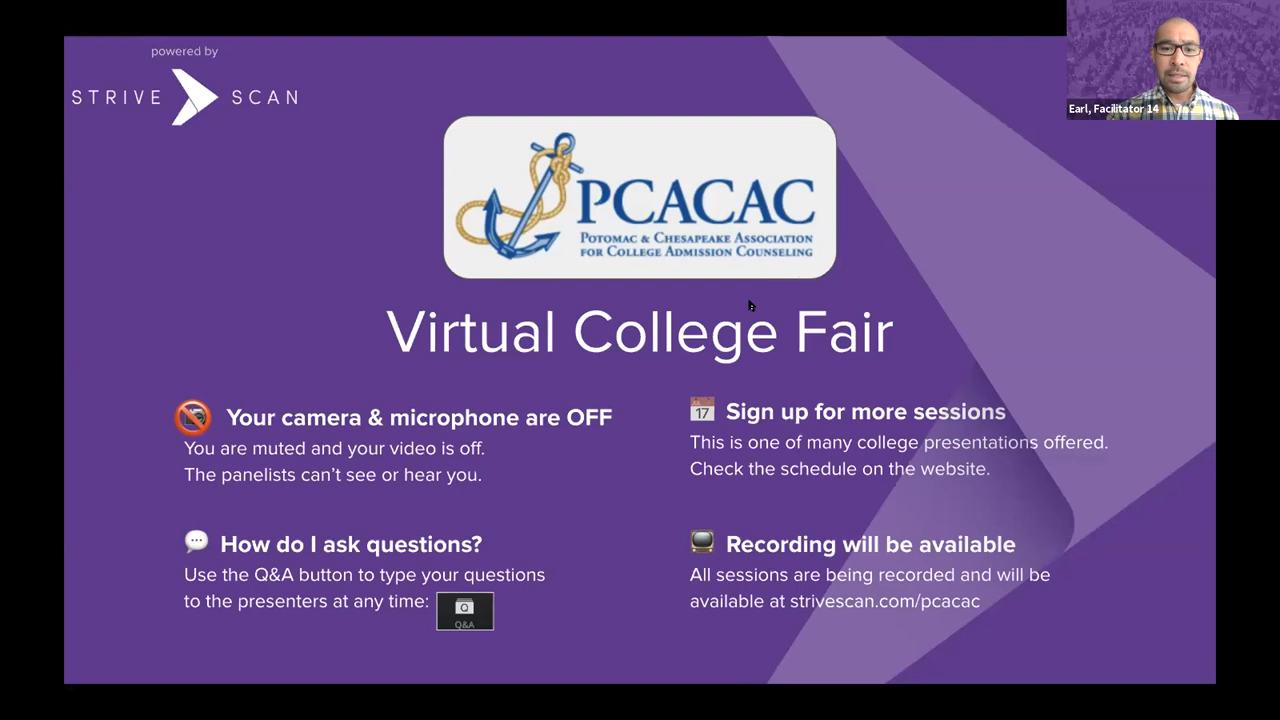 powered by
STRIVE SCAN
Earl, Facilitator 14
PCACAC
POTOMAC & CHESAPEAKE ASSOCIATION
FOR COLLEGE ADMISSION COUNSELING
Virtual College Fair
Your camera & microphone are OFF
You are muted and your video is off.
The panelists can't see or hear you.
JUL
17
Sign up for more sessions
This is one of many college presentations offered.
Check the schedule on the website.
How do I ask questions?
Use the Q&A button to type your questions
to the presenters at any time:
Q
Q&A
Recording will be available
All sessions are being recorded and will be
available at strivescan.com/pcacac